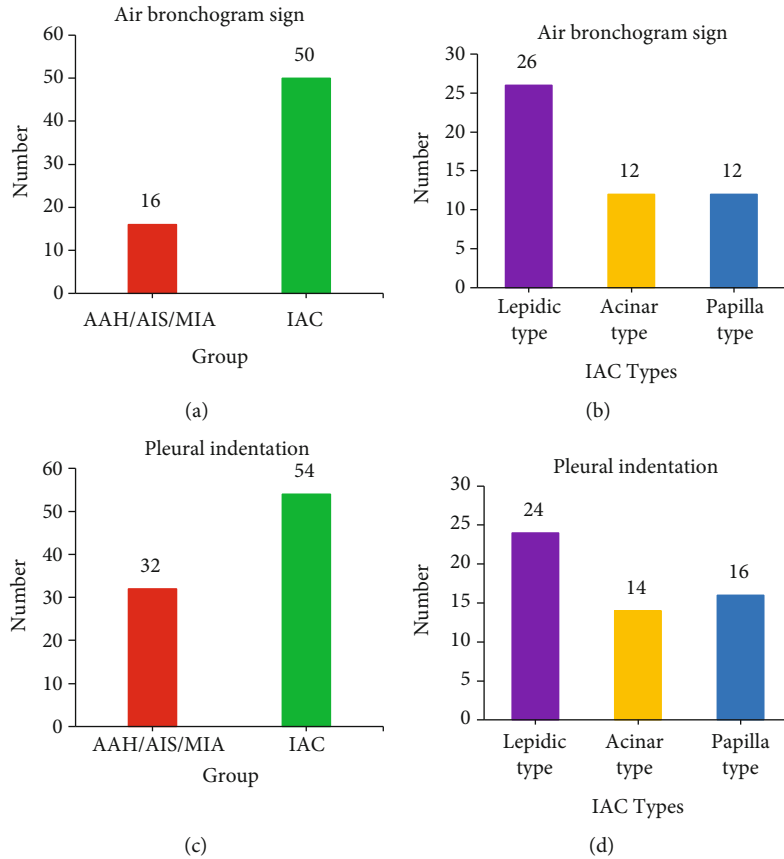 Air bronchogram sign
60
50
40
30
20
10
0
Number
16
50
AAH/AIS/MIA
IAC
Group
(a)
Air bronchogram sign
30
25
20
15
10
5
0
Number
26
12
12
Lepidic type
Acinar type
Papilla type
IAC Types
(b)
Pleural indentation
60
50
40
30
20
10
0
Number
32
54
AAH/AIS/MIA
IAC
Group
(c)
Pleural indentation
30
25
20
15
10
5
0
Number
24
14
16
Lepidic type
Acinar type
Papilla type
IAC Types
(d)